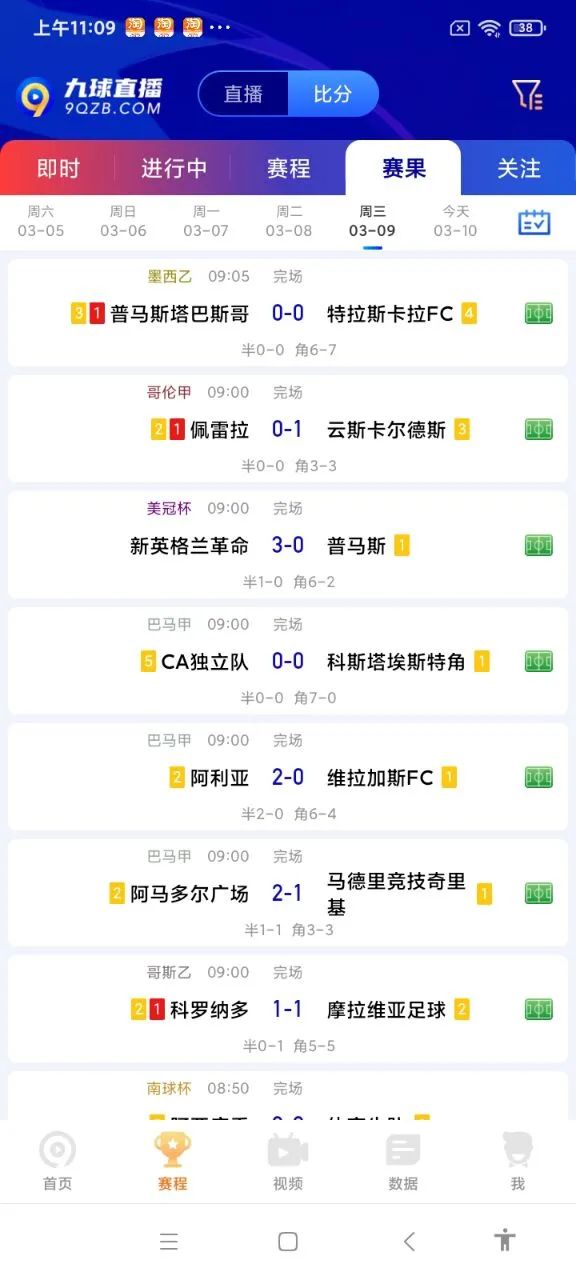 上午11:09 淘 淘 淘 ... 38
九球直播 直播 比分
9QZB.COM
即时 进行中 赛程 赛果 关注
周六 周日 周一 周二 周三 今天
03-05 03-06 03-07 03-08 03-09 03-10
墨西乙 09:05 完场
3 1 普马斯塔巴斯哥 0-0 特拉斯卡拉FC 4
半0-0 角6-7
哥伦甲 09:00 完场
2 1 佩雷拉 0-1 云斯卡尔德斯 3
半0-0 角3-3
美冠杯 09:00 完场
新英格兰革命 3-0 普马斯 1
半1-0 角6-2
巴马甲 09:00 完场
5 CA独立队 0-0 科斯塔埃斯特角 1
半0-0 角7-0
巴马甲 09:00 完场
2 阿利亚 2-0 维拉加斯FC 1
半2-0 角6-4
巴马甲 09:00 完场
2 阿马多尔广场 2-1 马德里竞技奇里
基 1
半1-1 角3-3
哥斯乙 09:00 完场
2 1 科罗纳多 1-1 摩拉维亚足球 2
半0-1 角5-5
南球杯 08:50 完场
首页 赛程 视频 数据 我